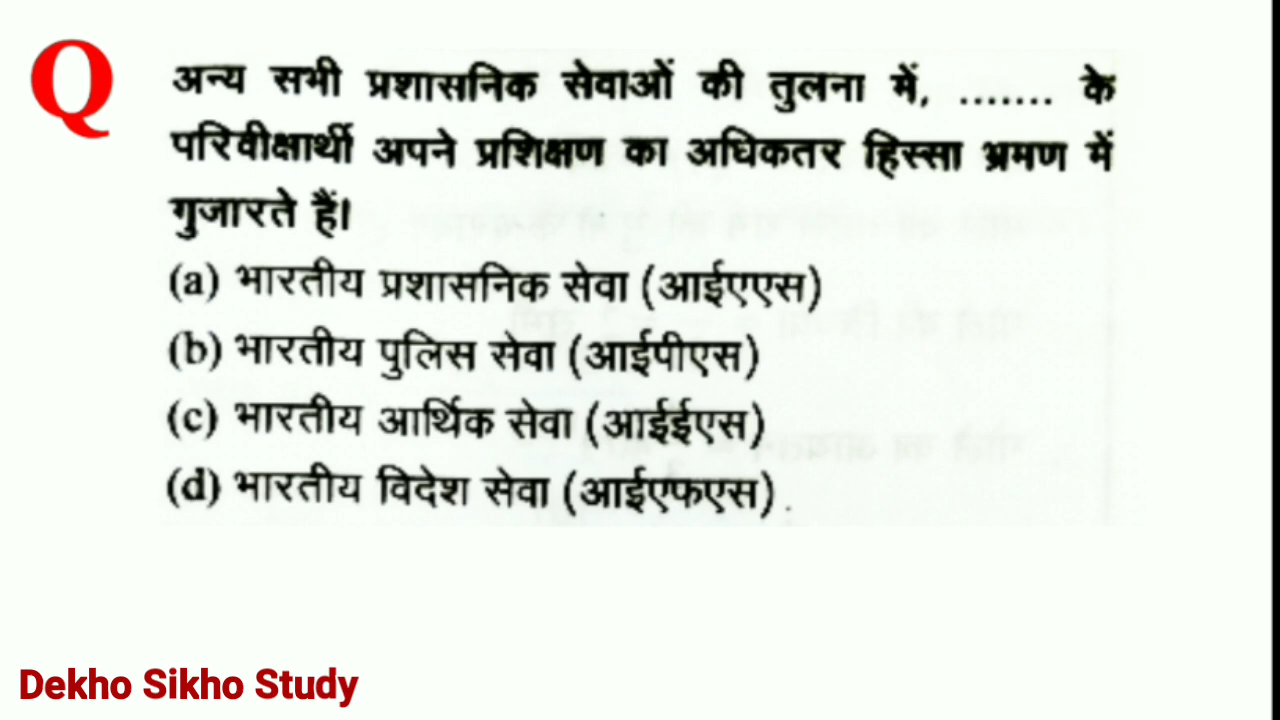 Q
अन्य सभी प्रशासनिक सेवाओं की तुलना में, ....... के
परिवीक्षार्थी अपने प्रशिक्षण का अधिकतर हिस्सा भ्रमण में
गुजारते हैं।
(a) भारतीय प्रशासनिक सेवा (आईएएस)
(b) भारतीय पुलिस सेवा (आईपीएस)
(c) भारतीय आर्थिक सेवा (आईईएस)
(d) भारतीय विदेश सेवा (आईएफएस)
Dekho Sikho Study